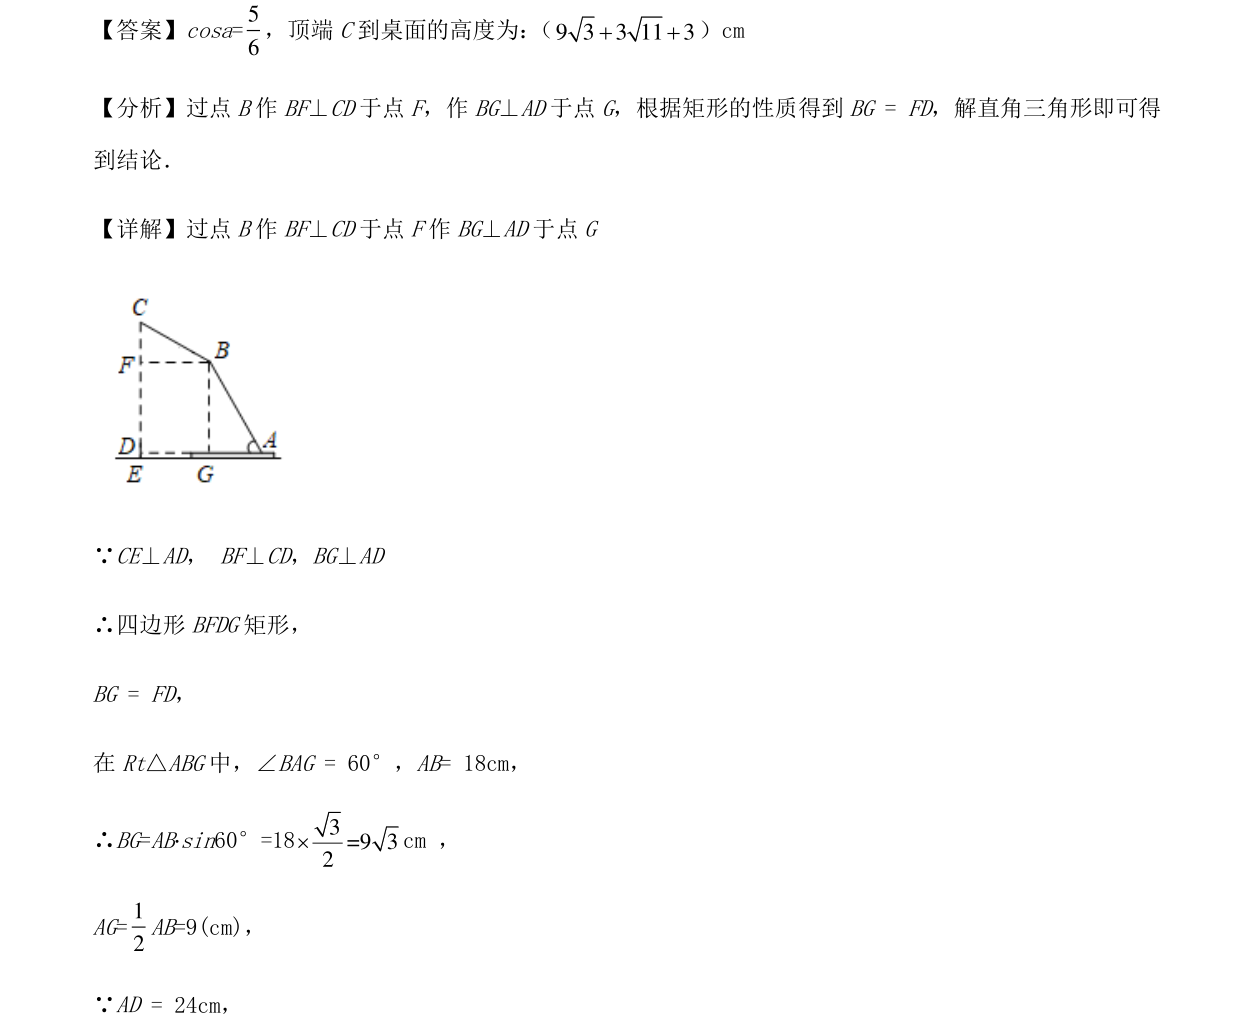 【答案】cosa=5/6，顶端 C 到桌面的高度为:（9√3+3√11+3）cm
【分析】过点 B 作 BF⊥CD 于点 F，作 BG⊥AD 于点 G，根据矩形的性质得到 BG = FD，解直角三角形即可得
到结论．
【详解】过点 B 作 BF⊥CD 于点 F 作 BG⊥AD 于点 G
C
B
F
D
A
E
G
∵CE⊥AD， BF⊥CD，BG⊥AD
∴四边形 BFDG 矩形，
BG = FD，
在 Rt△ABG 中，∠BAG = 60°，AB= 18cm，
∴BG=AB·sin60°=18×√3/2=9√3cm ，
AG=1/2 AB=9(cm)，
∵AD = 24cm，